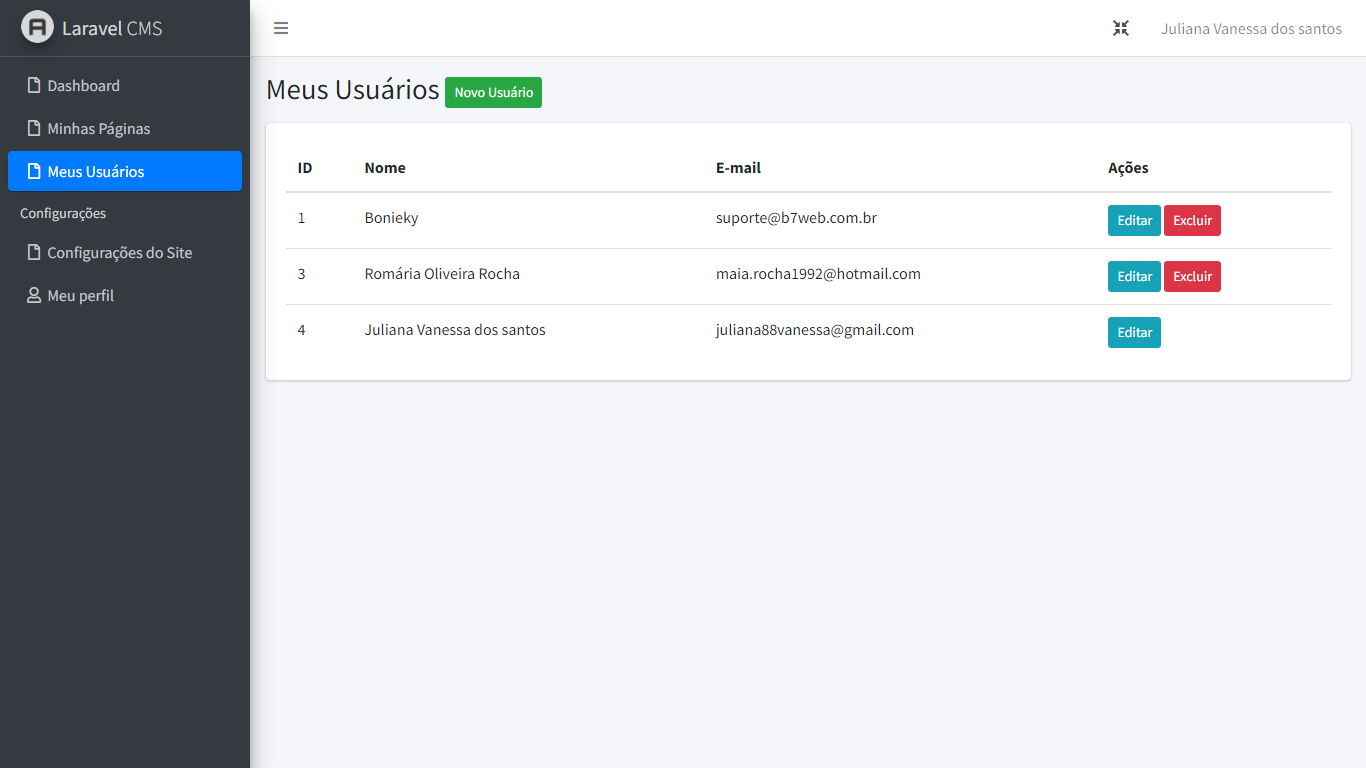 Laravel CMS
Juliana Vanessa dos santos
Dashboard
Minhas Páginas
Meus Usuários
Configurações
Configurações do Site
Meu perfil
Meus Usuários Novo Usuário
ID Nome E-mail Ações
1 Bonieky suporte@b7web.com.br Editar Excluir
3 Romária Oliveira Rocha maia.rocha1992@hotmail.com Editar Excluir
4 Juliana Vanessa dos santos juliana88vanessa@gmail.com Editar